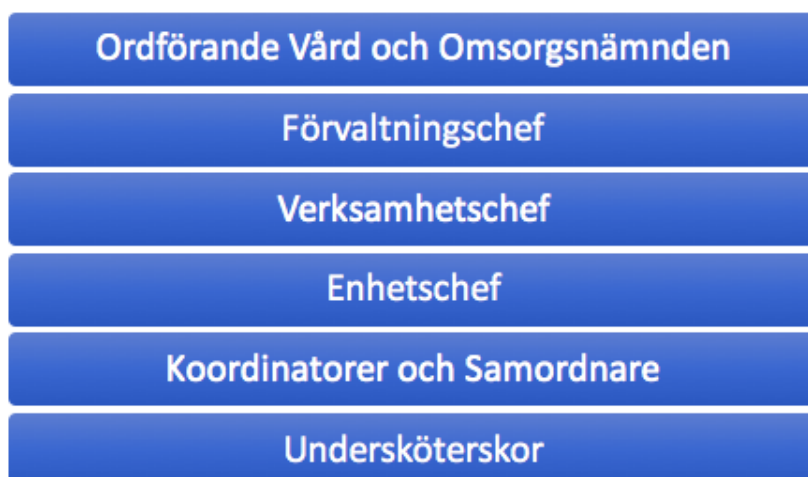 Ordförande Vård och Omsorgsnämnden
Förvaltningschef
Verksamhetschef
Enhetschef
Koordinatorer och Samordnare
Undersköterskor